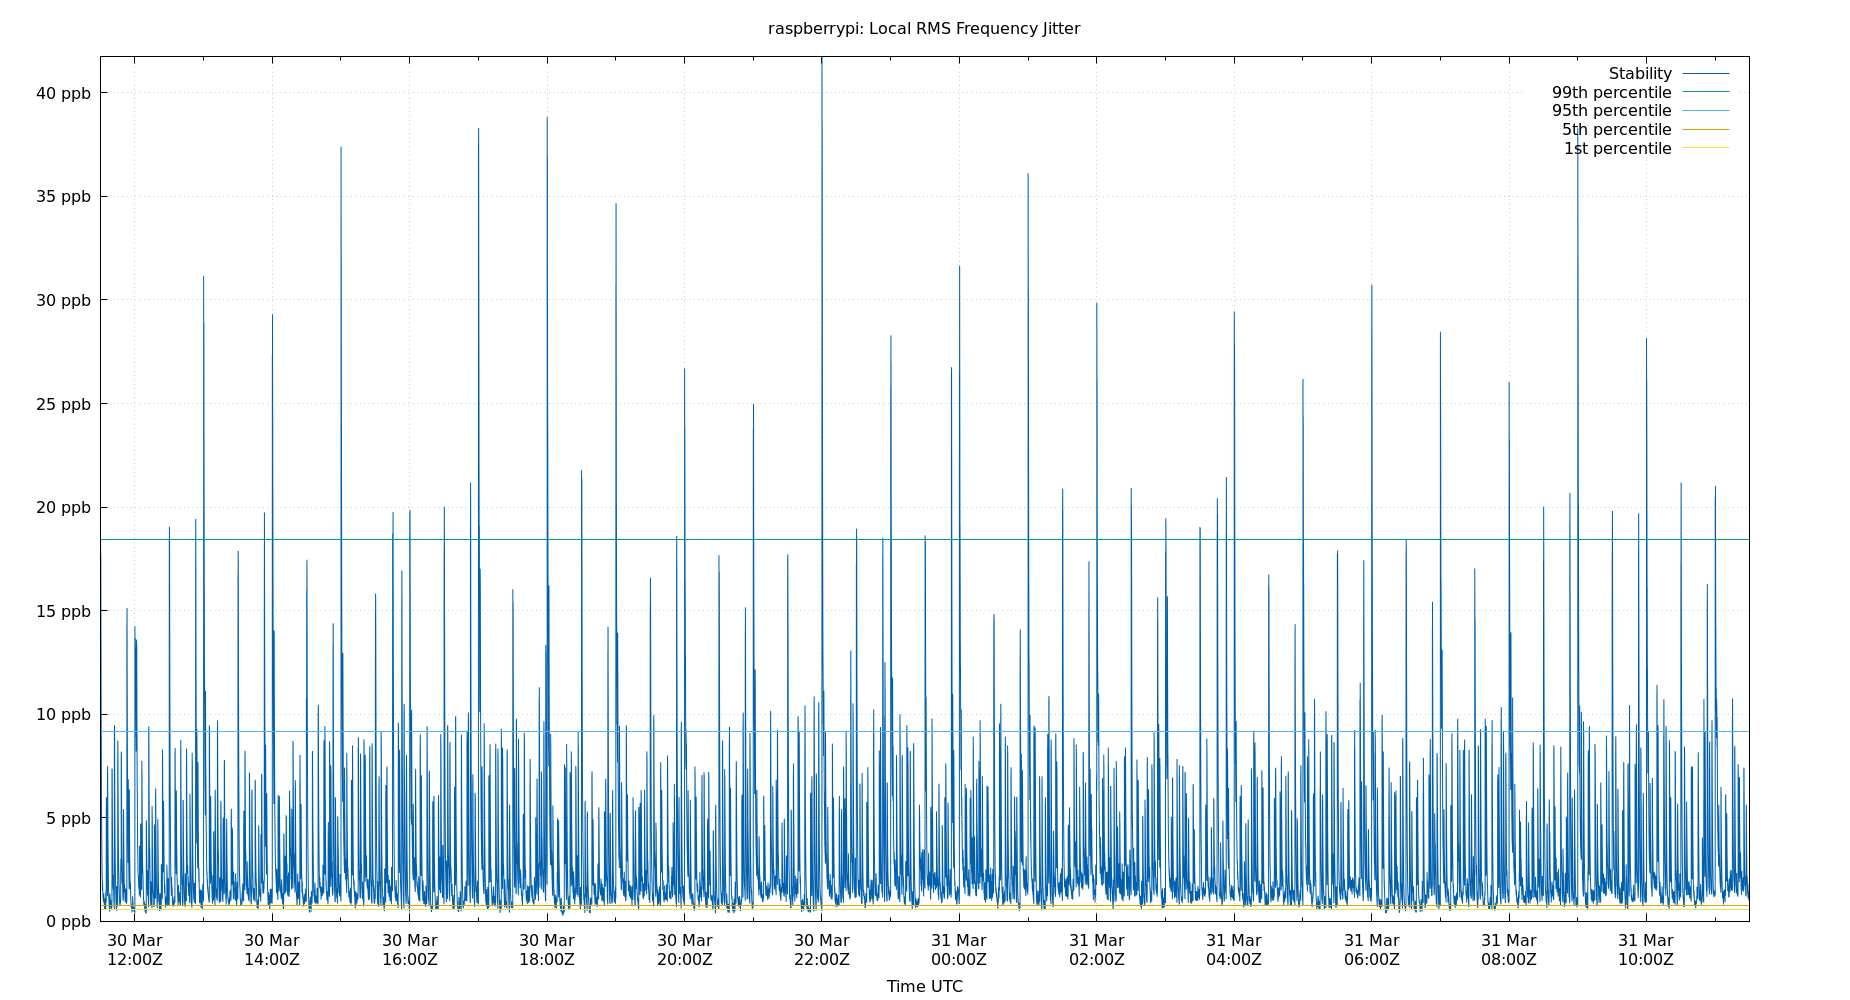 raspberrypi: Local RMS Frequency Jitter
Stability
99th percentile
95th percentile
5th percentile
1st percentile
40 ppb
35 ppb
30 ppb
25 ppb
20 ppb
15 ppb
10 ppb
5 ppb
0 ppb
30 Mar 30 Mar 30 Mar 30 Mar 30 Mar 30 Mar 31 Mar 31 Mar 31 Mar 31 Mar 31 Mar 31 Mar
12:00Z 14:00Z 16:00Z 18:00Z 20:00Z 22:00Z 00:00Z 02:00Z 04:00Z 06:00Z 08:00Z 10:00Z
Time UTC